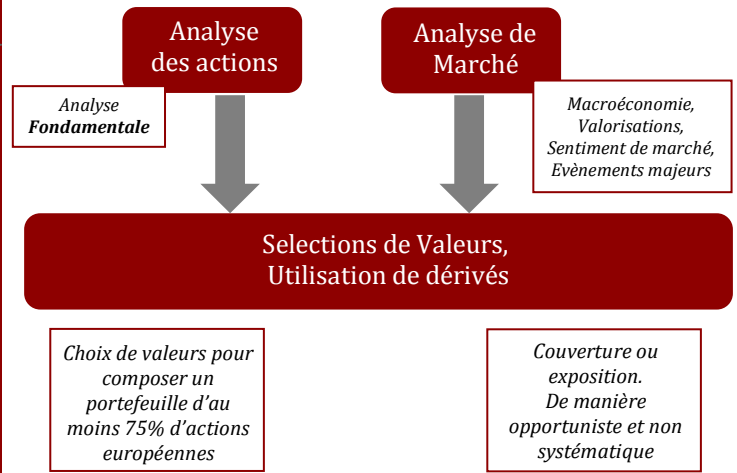 Analyse
des actions
Analyse de
Marché
Analyse
Fondamentale
Macroéconomie,
Valorisations,
Sentiment de marché,
Evènements majeurs
Selections de Valeurs,
Utilisation de dérivés
Choix de valeurs pour
composer un
portefeuille d'au
moins 75% d'actions
européennes
Couverture ou
exposition.
De manière
opportuniste et non
systématique